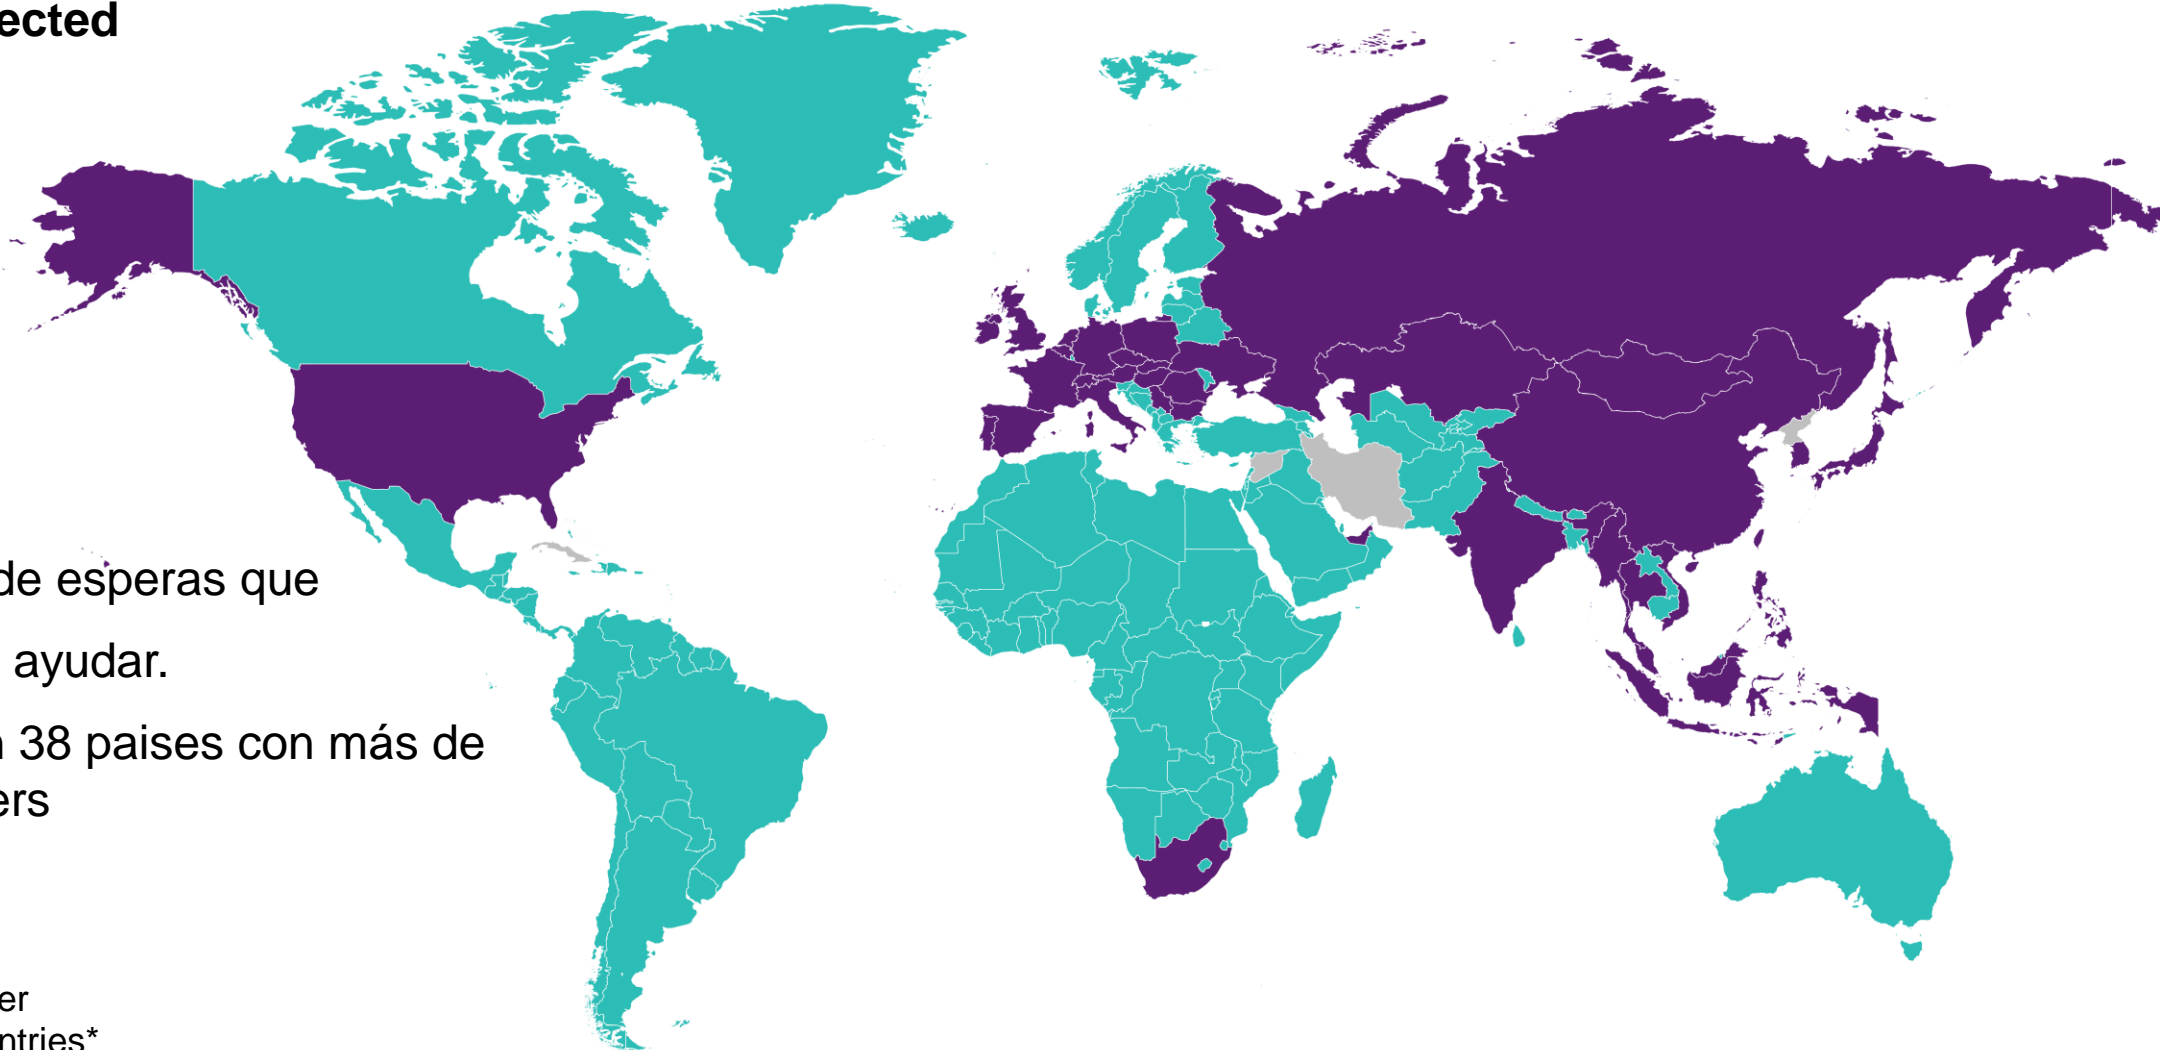 ected
de esperas que
ayudar.
38 paises con más de
ers
er
ntries*